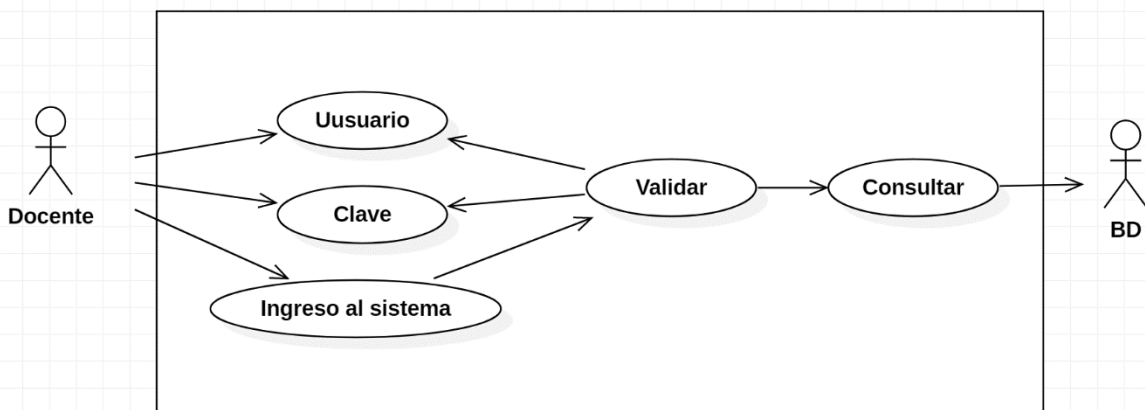 Uusuario
Docente
Clave
Validar
Consultar
BD
Ingreso al sistema